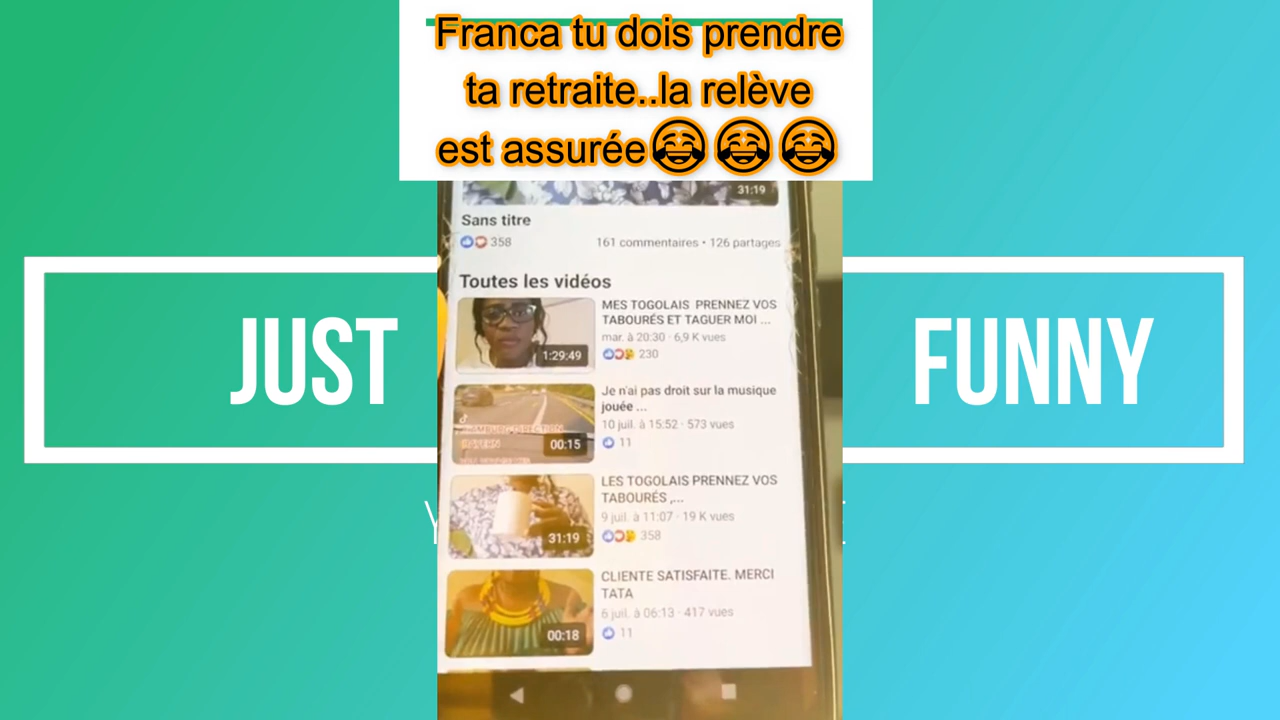 Franca tu dois prendre
ta retraite..la relève
est assurée😂😂😂
31:19
Sans titre
358
161 commentaires • 126 partages
Toutes les vidéos
MES TOGOLAIS PRENNEZ VOS
TABOURÉS ET TAGUER MOI ...
mar. à 20:30 · 6,9 K vues
230
1:29:49
Je n'ai pas droit sur la musique
jouée ...
10 juil. à 15:52 · 573 vues
11
00:15
LES TOGOLAIS PRENNEZ VOS
TABOURÉS ,...
9 juil. à 11:07 · 19 K vues
358
31:19
CLIENTE SATISFAITE. MERCI
TATA
6 juil. à 06:13 · 417 vues
11
00:18
JUST
FUNNY